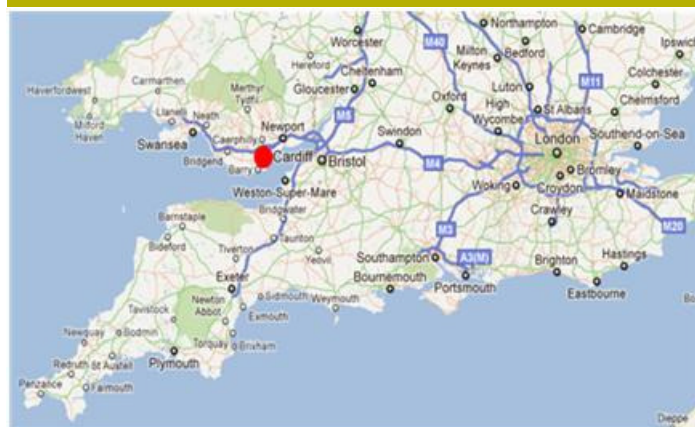 Northampton
Cambridge
Worcester
M40
Bedford
Ipswich
Milton
Keynes
Hereford
Carmarthen
Cheltenham
M11
Colchester
Haverfordwest
Merthyr
Tydfil
Gloucester
Luton
Oxford
St Albans
Chelmsford
Milford
Haven
Llanelli
Neath
M5
High
Wycombe
Newport
Swindon
London
Southend-on-Sea
Swansea
Caerphilly
Cardiff
Bridgend
Barry
Bristol
M4
Bromley
Croydon
Weston-Super-Mare
Woking
Maidstone
Barnstaple
Bridgwater
Crawley
M3
M20
Bideford
Taunton
Tiverton
Yeovil
Southampton
A3(M)
Hastings
Brighton
Portsmouth
Exeter
Bournemouth
Eastbourne
Sidmouth
Weymouth
Newton
Abbot
Exmouth
Tavistock
Newquay
Bodmin
Torquay
Brixham
Redruth
St Austell
Plymouth
Penzance
Falmouth
Dieppe